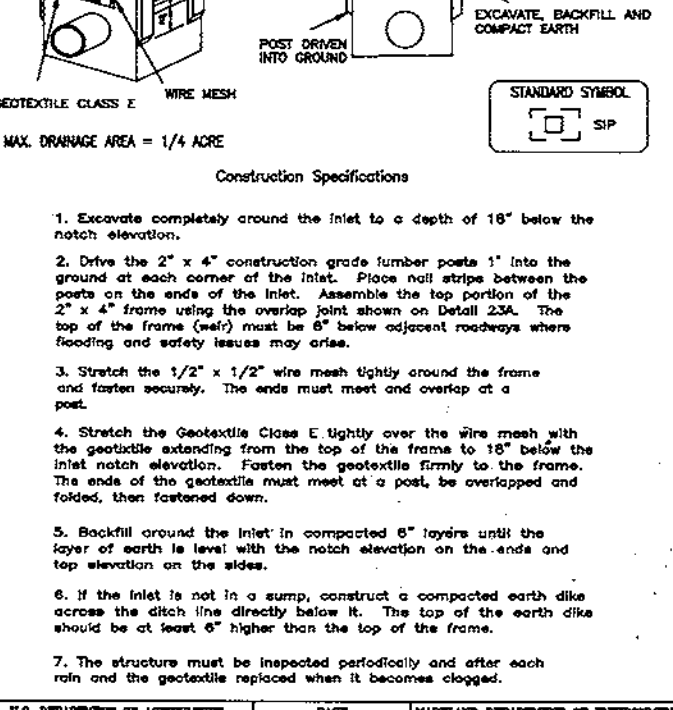 EXCAVATE, BACKFILL AND
COMPACT EARTH
POST DRIVEN
INTO GROUND
WIRE MESH
GEOTEXTILE CLASS E
STANDARD SYMBOL
SIP
MAX. DRAINAGE AREA = 1/4 ACRE
Construction Specifications
1. Excavate completely around the inlet to a depth of 18" below the
notch elevation.
2. Drive the 2" x 4" construction grade lumber posts 1' into the
ground at each corner of the inlet. Place nail strips between the
posts on the ends of the inlet. Assemble the top portion of the
2" x 4" frame using the overlap joint shown on Detail 23A. The
top of the frame (weir) must be 6" below adjacent roadways where
flooding and safety issues may arise.
3. Stretch the 1/2" x 1/2" wire mesh tightly around the frame
and fasten securely. The ends must meet and overlap at a
post.
4. Stretch the Geotextile Class E tightly over the wire mesh with
the geotixtile extending from the top of the frame to 18" below the
inlet notch elevation. Fasten the geotextile firmly to the frame.
The ends of the geotextile must meet at a post, be overlapped and
folded, then fastened down.
5. Backfill around the inlet in compacted 6" layers until the
layer of earth is level with the notch elevation on the ends and
top elevation on the sides.
6. If the inlet is not in a sump, construct a compacted earth dike
across the ditch line directly below it. The top of the earth dike
should be at least 6" higher than the top of the frame.
7. The structure must be inspected periodically and after each
rain and the geotextile replaced when it becomes clogged.